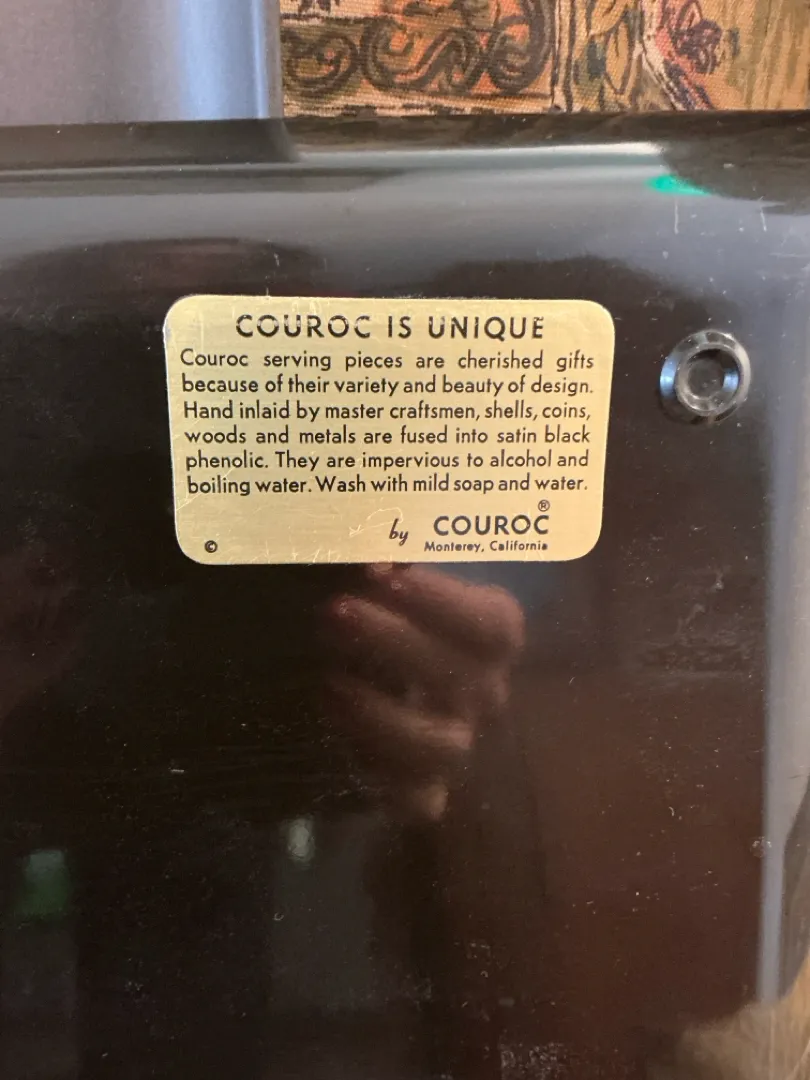 COUROC IS UNIQUE
Couroc serving pieces are cherished gifts
because of their variety and beauty of design.
Hand inlaid by master craftsmen, shells, coins,
woods and metals are fused into satin black
phenolic. They are impervious to alcohol and
boiling water. Wash with mild soap and water.
© by COUROC®
Monterey, California